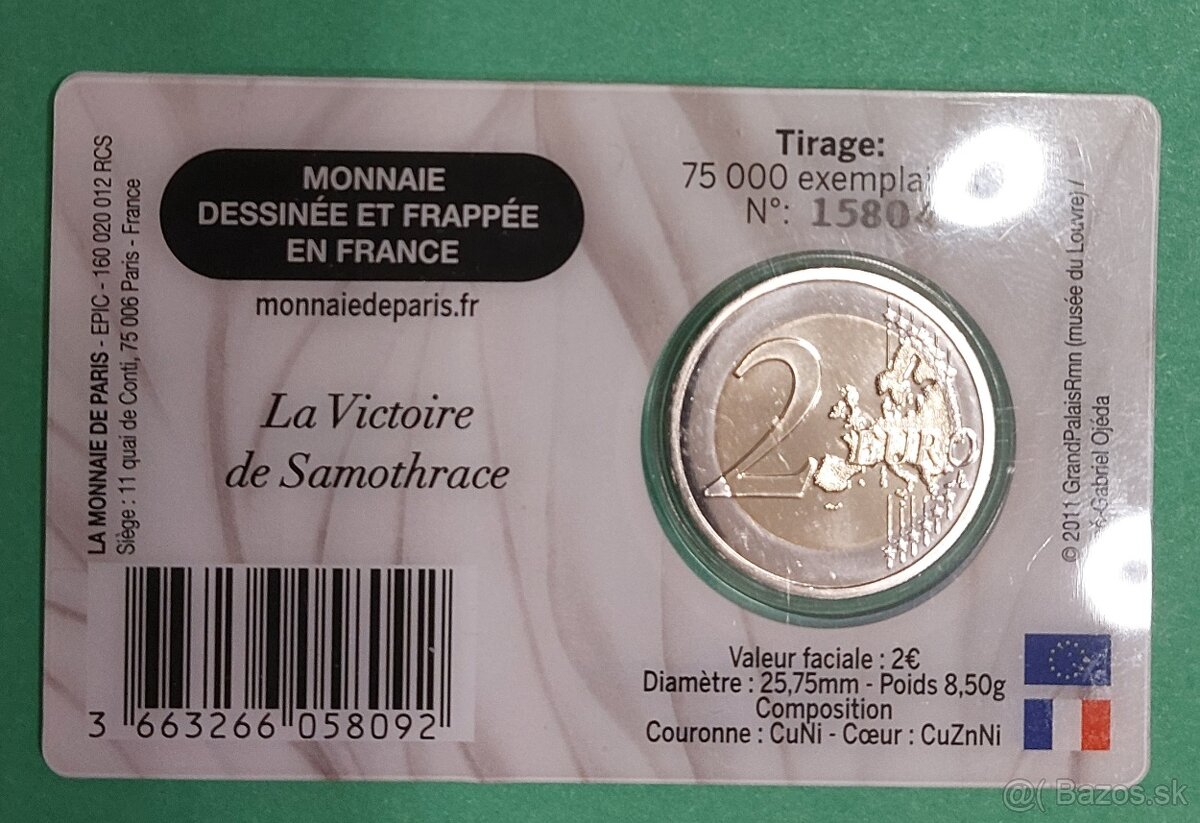 LA MONNAIE DE PARIS - EPIC - 160 020 012 RCS
Siège : 11 quai de Conti, 75 006 Paris - France
MONNAIE
DESSINÉE ET FRAPPÉE
EN FRANCE
monnaiedeparis.fr
La Victoire
de Samothrace
3 663266 058092
Tirage:
75 000
N°:
2 EURO
© 2011 GrandPalaisRmn (musée du Louvre) /
Gabriel Ojéda
Valeur faciale : 2€
Diamètre : 25,75mm - Poids 8,50g
Composition
Couronne : CuNi - Cœur : CuZnNi
@( Bazos.sk